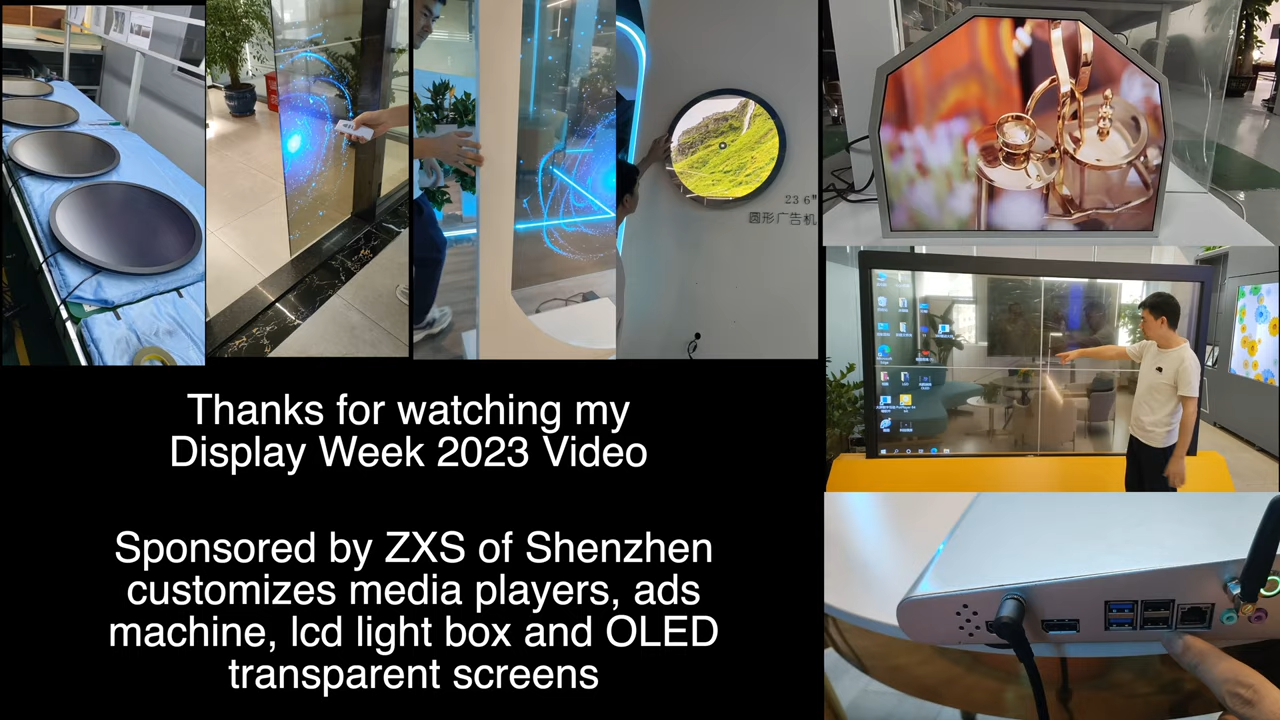 23 6"
圆形广告机
Thanks for watching my
Display Week 2023 Video
Sponsored by ZXS of Shenzhen
customizes media players, ads
machine, lcd light box and OLED
transparent screens